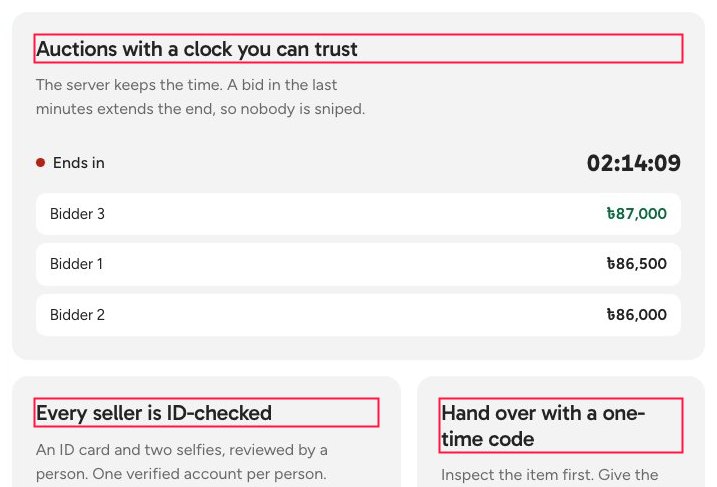 Auctions with a clock you can trust
The server keeps the time. A bid in the last
minutes extends the end, so nobody is sniped.
Ends in
02:14:09
Bidder 3
৳87,000
Bidder 1
৳86,500
Bidder 2
৳86,000
Every seller is ID-checked
An ID card and two selfies, reviewed by a
person. One verified account per person.
Hand over with a one-
time code
Inspect the item first. Give the